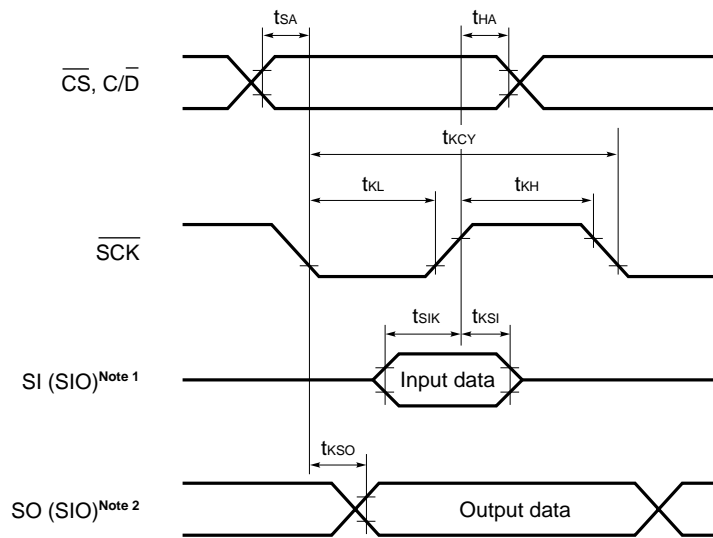 tSA
tHA
CS, C/D
tKCY
tKL
tKH
SCK
tSIK
tKSI
SI (SIO)Note 1
Input data
tKSO
SO (SIO)Note 2
Output data